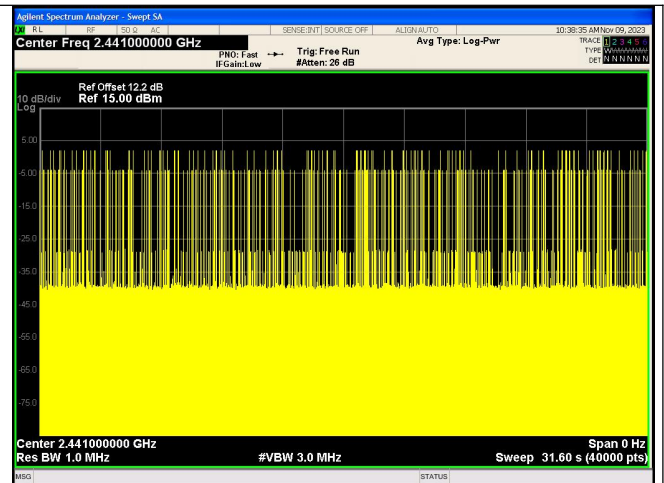 Agilent Spectrum Analyzer - Swept SA
RL RF 50 Ω AC SENSE:INT SOURCE OFF ALIGN AUTO 10:38:35 AM Nov 09, 2023
Center Freq 2.441000000 GHz Avg Type: Log-Pwr TRACE 1 2 3 4 5 6
PNO: Fast Trig: Free Run TYPE WWWWWW
IFGain:Low #Atten: 26 dB DET N N N N N N
Ref Offset 12.2 dB
10 dB/div Ref 15.00 dBm
Log
5.00
-5.00
-15.0
-25.0
-35.0
-45.0
-55.0
-65.0
-75.0
Center 2.441000000 GHz Span 0 Hz
Res BW 1.0 MHz #VBW 3.0 MHz Sweep 31.60 s (40000 pts)
MSG STATUS